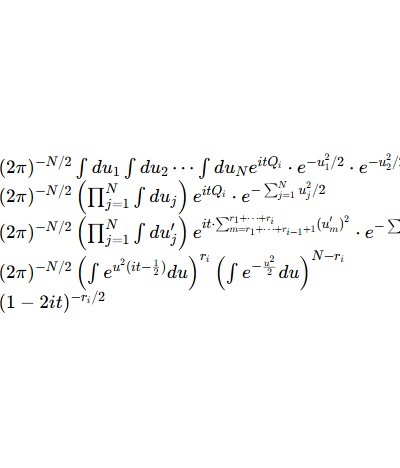 (2π)^{-N/2} ∫ du_1 ∫ du_2 ⋯ ∫ du_N e^{itQ_i} · e^{-u_1^2/2} · e^{-u_2^2/
(2π)^{-N/2} (∏_{j=1}^{N} ∫ du_j) e^{itQ_i} · e^{-∑_{j=1}^{N} u_j^2/2}
(2π)^{-N/2} (∏_{j=1}^{N} ∫ du'_j) e^{it·∑_{m=r_1+⋯+r_{i-1}+1}^{r_1+⋯+r_i} (u'_m)^2} · e^{-∑
(2π)^{-N/2} (∫ e^{u^2(it-\frac{1}{2})} du)^{r_i} (∫ e^{-\frac{u^2}{2}} du)^{N-r_i}
(1 − 2it)^{-r_i/2}